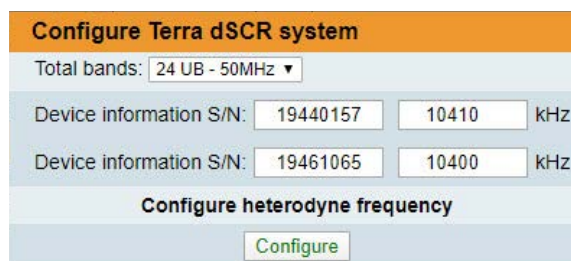 Configure Terra dSCR system
Total bands: 24 UB - 50MHz ▼
Device information S/N: 19440157 10410 kHz
Device information S/N: 19461065 10400 kHz
Configure heterodyne frequency
Configure